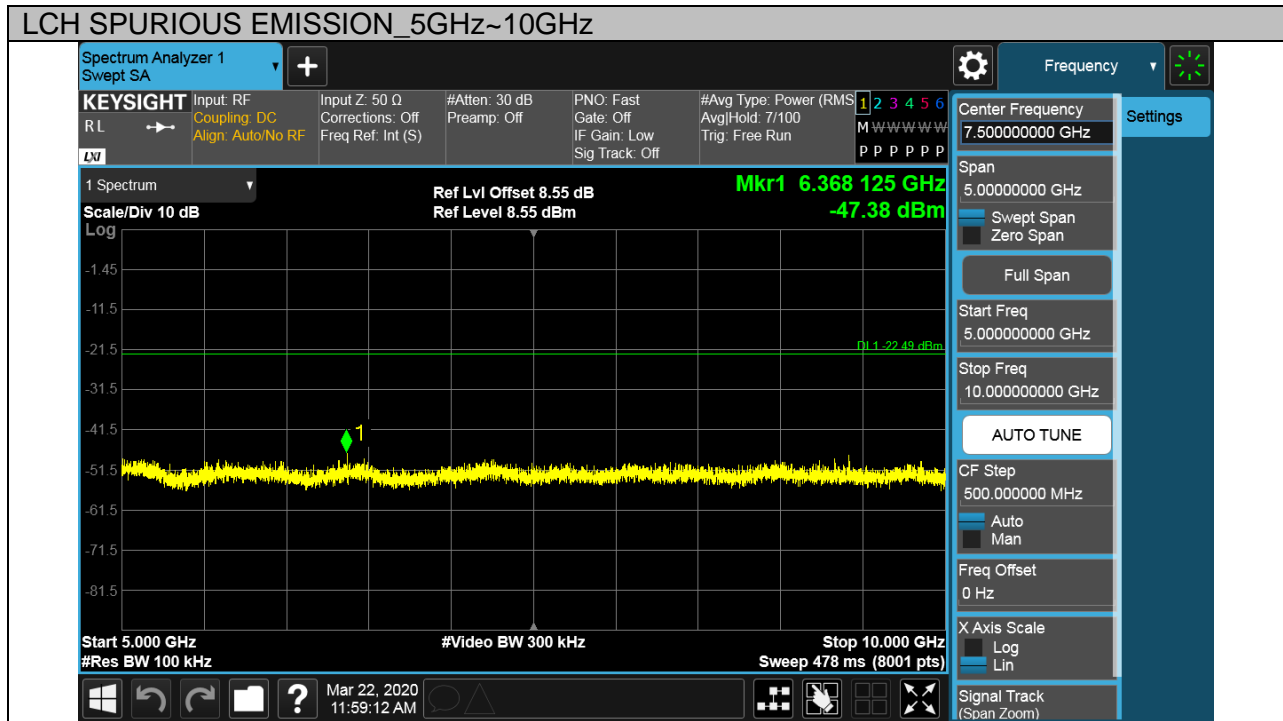 LCH SPURIOUS EMISSION_5GHz~10GHz
Spectrum Analyzer 1
Swept SA
Frequency
KEYSIGHT
RL
LXI
Input: RF
Coupling: DC
Align: Auto/No RF
Input Z: 50 Ω
Corrections: Off
Freq Ref: Int (S)
#Atten: 30 dB
Preamp: Off
PNO: Fast
Gate: Off
IF Gain: Low
Sig Track: Off
#Avg Type: Power (RMS
Avg|Hold: 7/100
Trig: Free Run
1 2 3 4 5 6
M W W W W W
P P P P P P
1 Spectrum
Scale/Div 10 dB
Ref Lvl Offset 8.55 dB
Ref Level 8.55 dBm
Mkr1 6.368 125 GHz
-47.38 dBm
Log
-1.45
-11.5
-21.5
DL1 -22.49 dBm
-31.5
-41.5
1
-51.5
-61.5
-71.5
-81.5
Start 5.000 GHz
#Video BW 300 kHz
Stop 10.000 GHz
#Res BW 100 kHz
Sweep 478 ms (8001 pts)
Mar 22, 2020
11:59:12 AM
Center Frequency
7.500000000 GHz
Settings
Span
5.00000000 GHz
Swept Span
Zero Span
Full Span
Start Freq
5.000000000 GHz
Stop Freq
10.000000000 GHz
AUTO TUNE
CF Step
500.000000 MHz
Auto
Man
Freq Offset
0 Hz
X Axis Scale
Log
Lin
Signal Track
(Span Zoom)